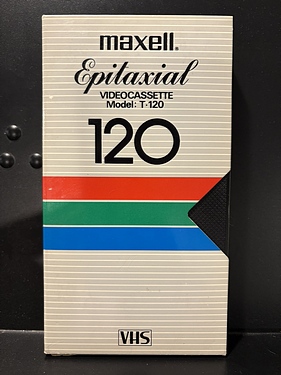 maxell.
Epitaxial
VIDEOCASSETTE
Model: T-120
120
VHS